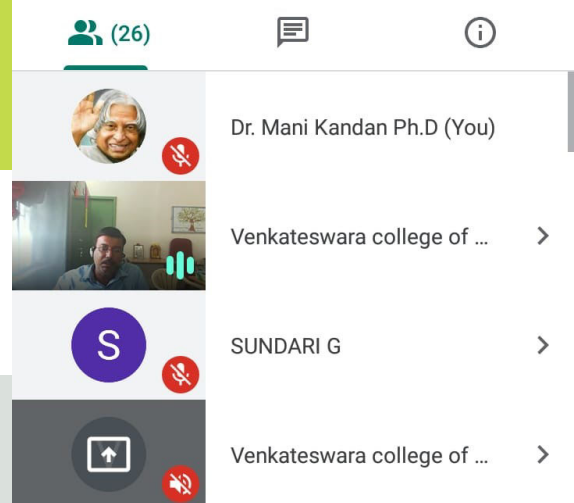 (26)
Dr. Mani Kandan Ph.D (You)
Venkateswara college of ...
S
SUNDARI G
Venkateswara college of ...